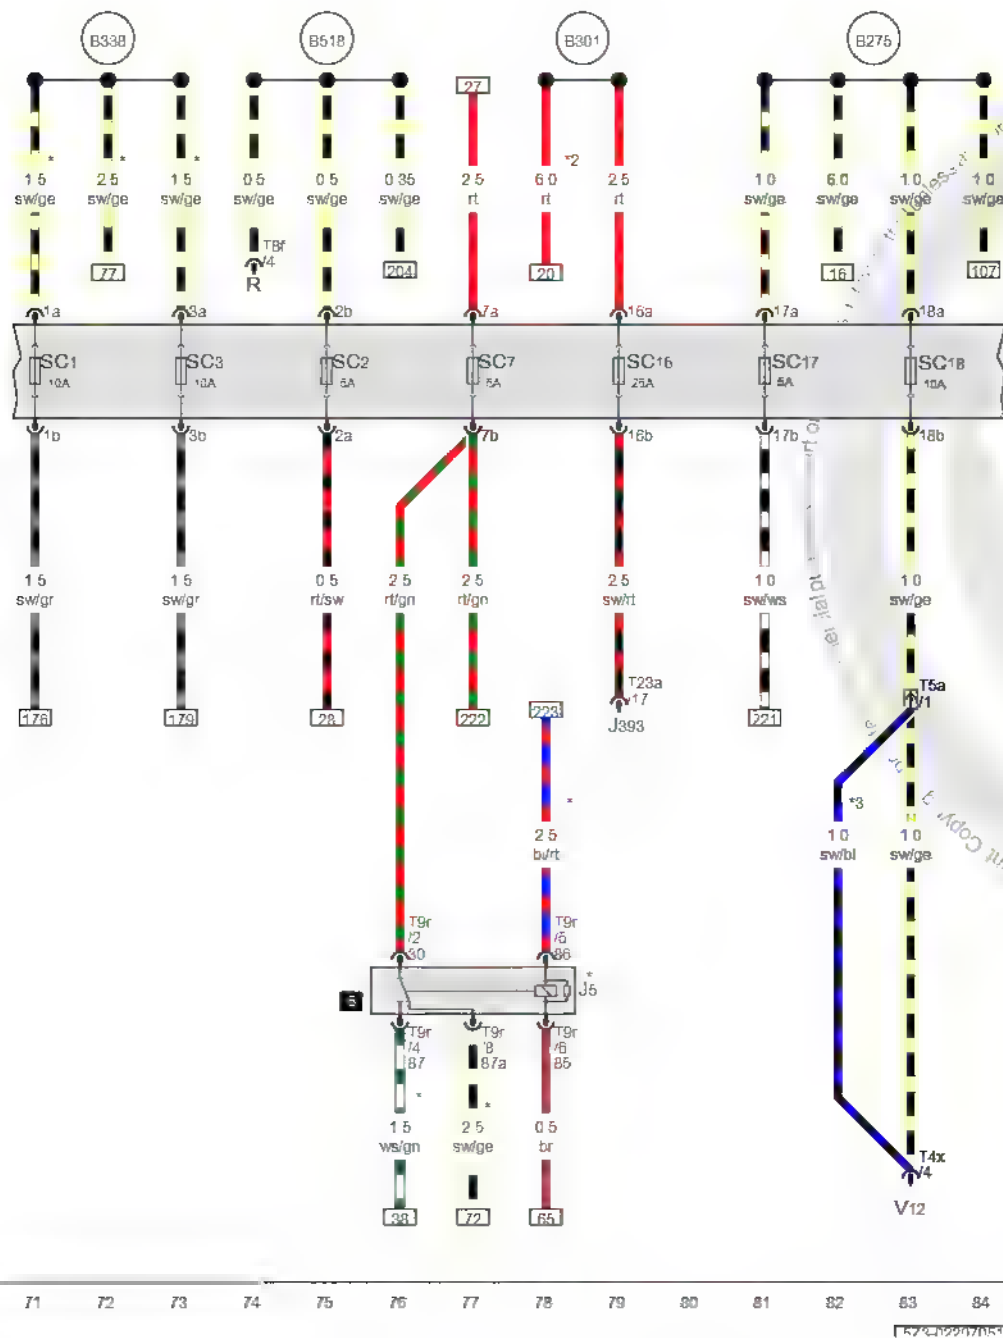 B338 B518 B301 B275
27
* * * *2
1.5 2.5 1.5 0.5 0.5 0.35 2.5 6.0 2.5 1.0 6.0 1.0 1.0
sw/ge sw/ge sw/ge sw/ge sw/ge sw/ge rt rt rt sw/ge sw/ge sw/ge sw/ge
T8f
/4
77 R 204 20 16 107
1a 3a 2b 7a 16a 17a 18a
SC1 SC3 SC2 SC7 SC16 SC17 SC18
10A 10A 5A 5A 25A 5A 10A
1b 3b 2a 7b 16b 17b 18b
1.5 1.5 0.5 2.5 2.5 2.5 1.0 1.0
sw/gr sw/gr rt/sw rt/gn rt/gn sw/rt sw/ws sw/ge
T23a T5a
/17 /1
176 179 28 222 223 J393 221
* *3
2.5 1.0 1.0
bl/rt sw/bl sw/ge
T9r T9r
/2 /5
30 86
*
6 J5
T9r T9r T9r
/4 /8 /6
87 87a 85
* *
1.5 2.5 0.5
ws/gn sw/ge br
T4x
/4
38 72 65 V12
71 72 73 74 75 76 77 78 79 80 81 82 83 84